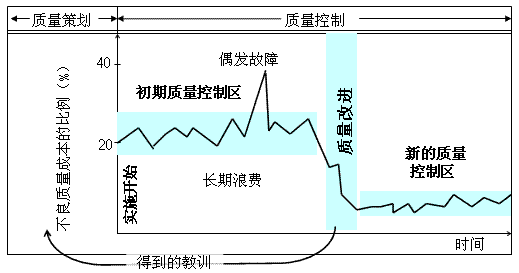 质量策划
质量控制
40
偶发故障
初期质量控制区
20
不良质量成本的比例（%）
实施开始
长期浪费
质量改进
新的质量
控制区
时间
得到的教训